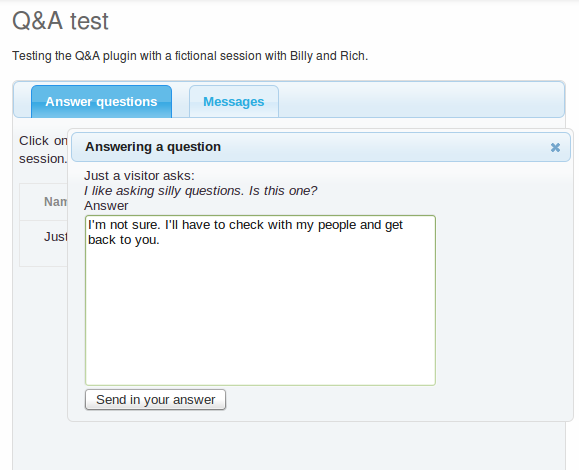 Q&A test
Testing the Q&A plugin with a fictional session with Billy and Rich.
Answer questions
Messages
Click on
session.
Answering a question
Just a visitor asks:
I like asking silly questions. Is this one?
Answer
I'm not sure. I'll have to check with my people and get
back to you.
Just
Send in your answer